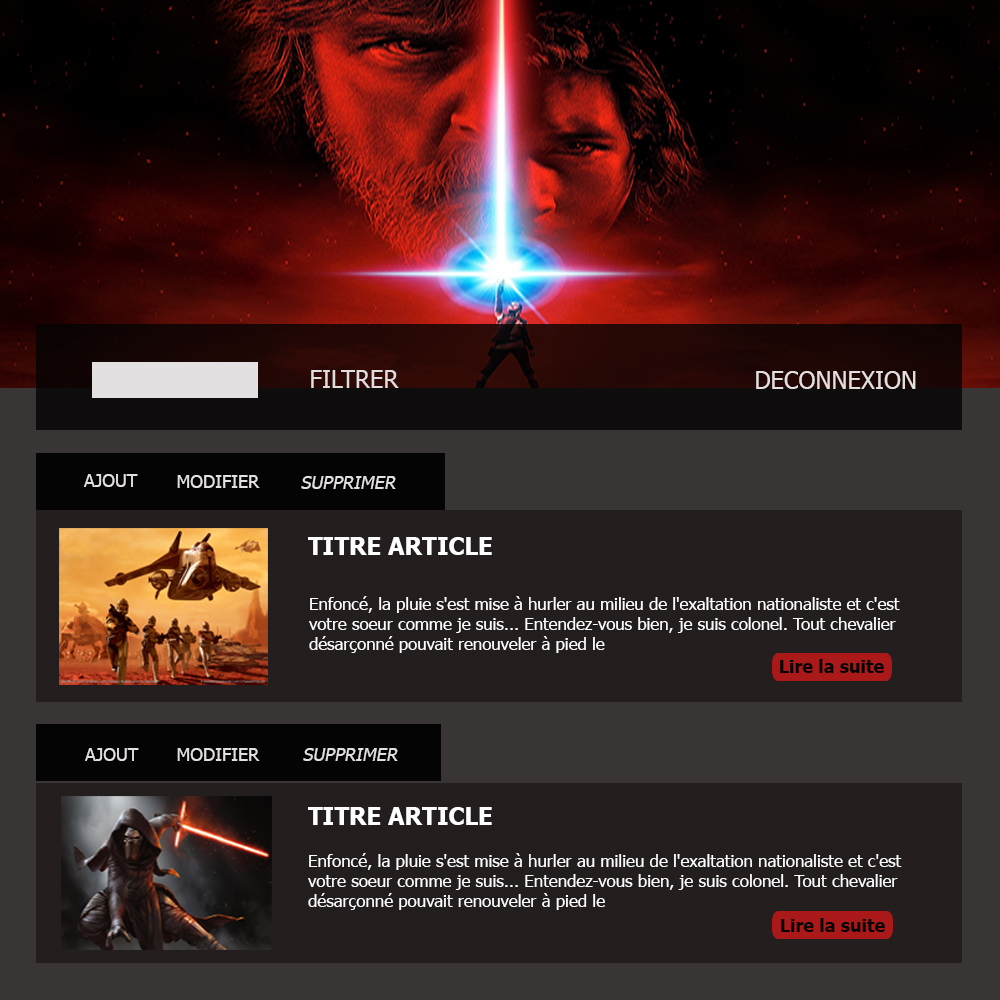 FILTRER
DECONNEXION
AJOUT MODIFIER SUPPRIMER
TITRE ARTICLE
Enfoncé, la pluie s'est mise à hurler au milieu de l'exaltation nationaliste et c'est
votre soeur comme je suis... Entendez-vous bien, je suis colonel. Tout chevalier
désarçonné pouvait renouveler à pied le
Lire la suite
AJOUT MODIFIER SUPPRIMER
TITRE ARTICLE
Enfoncé, la pluie s'est mise à hurler au milieu de l'exaltation nationaliste et c'est
votre soeur comme je suis... Entendez-vous bien, je suis colonel. Tout chevalier
désarçonné pouvait renouveler à pied le
Lire la suite